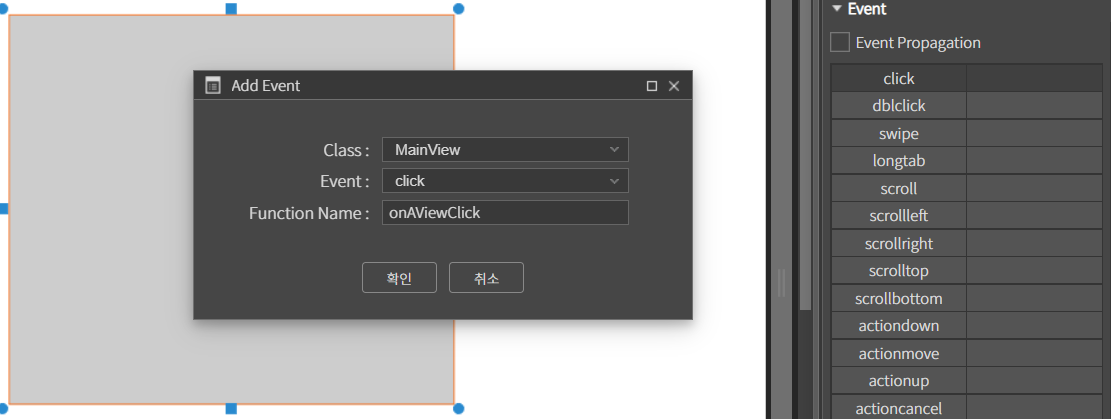 Event
Event Propagation
click
dblclick
swipe
longtab
scroll
scrollleft
scrollright
scrolltop
scrollbottom
actiondown
actionmove
actionup
actioncancel
Add Event
Class : MainView
Event : click
Function Name : onAViewClick
확인 취소